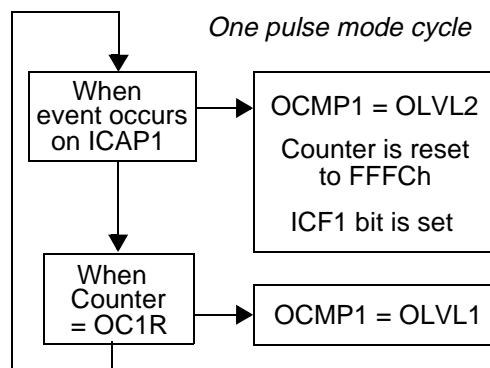 One pulse mode cycle
When
event occurs
on ICAP1
OCMP1 = OLVL2
Counter is reset
to FFFCh
ICF1 bit is set
When
Counter
= OC1R
OCMP1 = OLVL1